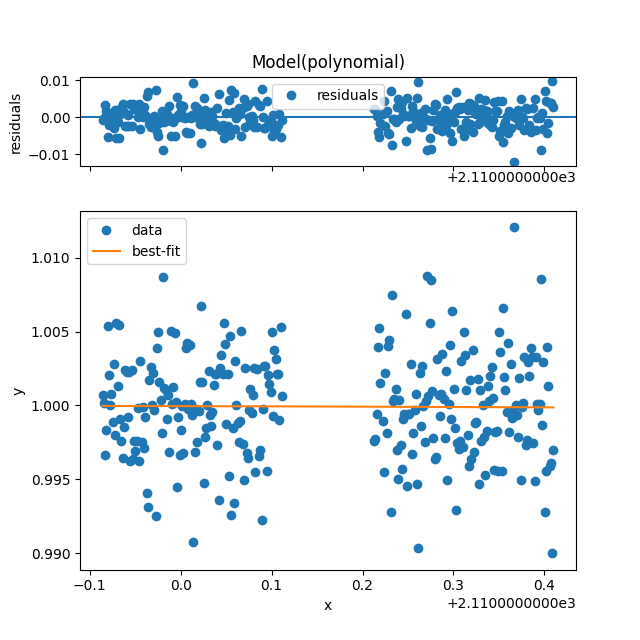 Model(polynomial)
0.01
0.00
−0.01
residuals
residuals
+2.1100000000e3
data
best-fit
1.010
1.005
1.000
0.995
0.990
y
−0.1
0.0
0.1
0.2
0.3
0.4
x
+2.1100000000e3